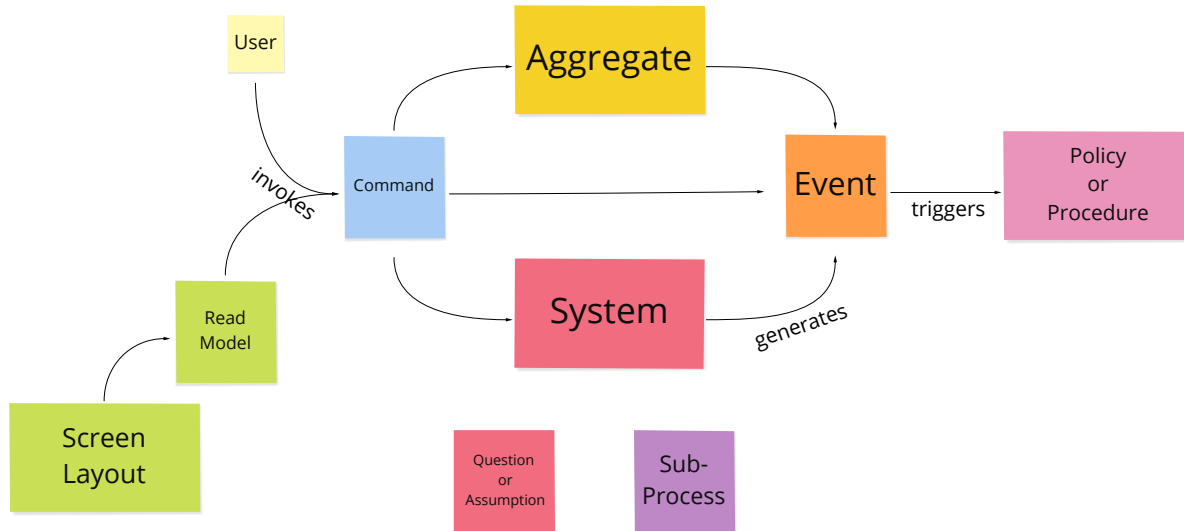 User
Aggregate
invokes
Command
Event
triggers
Policy
or
Procedure
Read
Model
System
generates
Screen
Layout
Question
or
Assumption
Sub-
Process